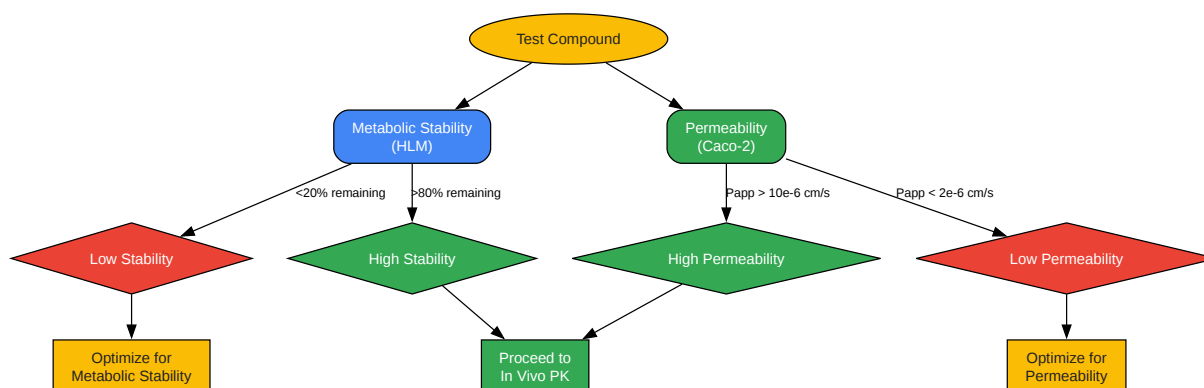 Test Compound
Metabolic Stability
(HLM)
Permeability
(Caco-2)
<20% remaining
>80% remaining
Papp > 10e-6 cm/s
Papp < 2e-6 cm/s
Low Stability
High Stability
High Permeability
Low Permeability
Optimize for
Metabolic Stability
Proceed to
In Vivo PK
Optimize for
Permeability